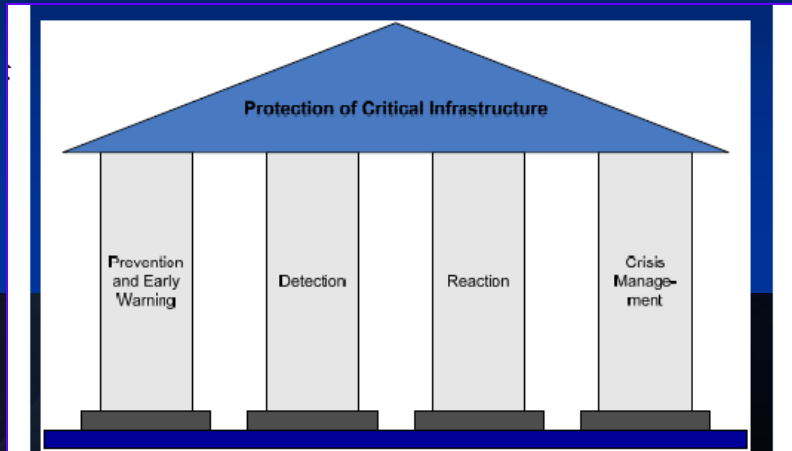 Protection of Critical Infrastructure
Prevention
and Early
Warning
Detection
Reaction
Crisis
Manage-
ment